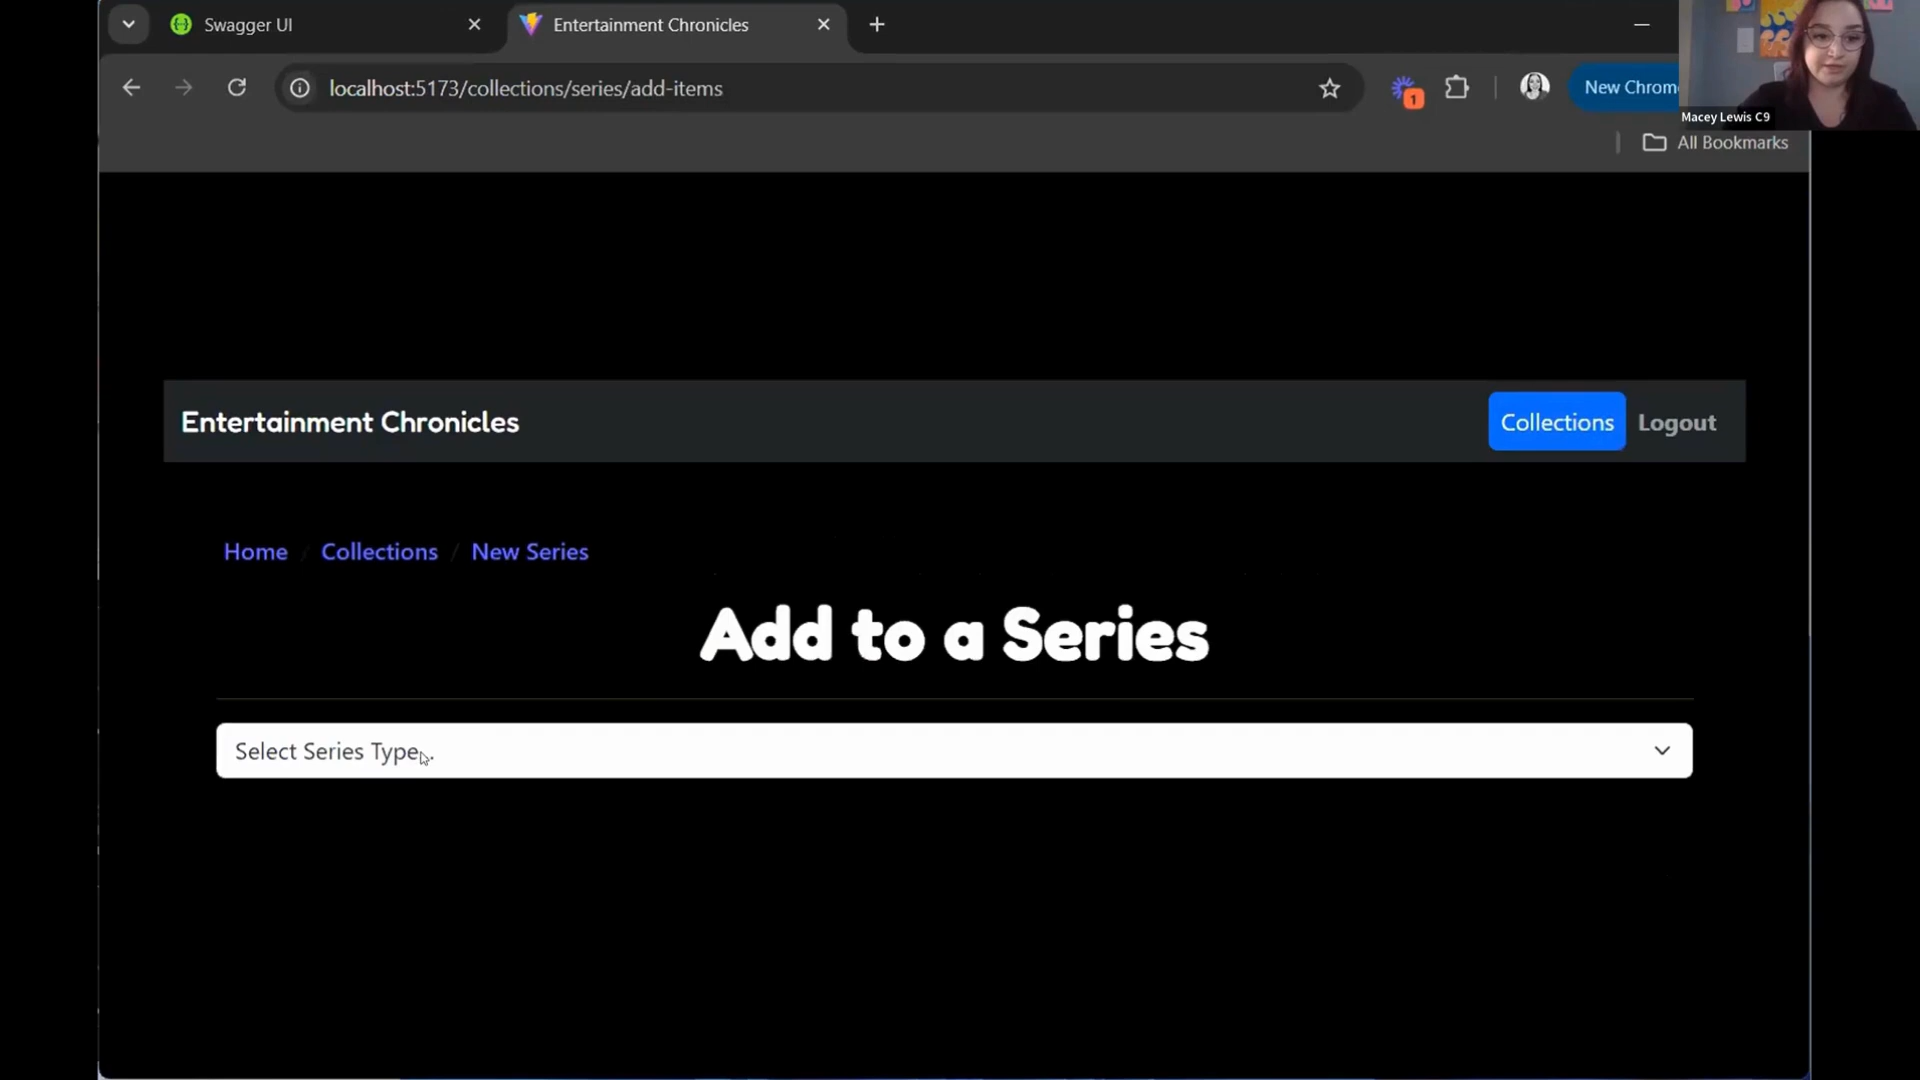 Swagger UI
Entertainment Chronicles
localhost:5173/collections/series/add-items
1
New Chrom
Macey Lewis C9
All Bookmarks
Entertainment Chronicles
Collections
Logout
Home / Collections / New Series
Add to a Series
Select Series Type..